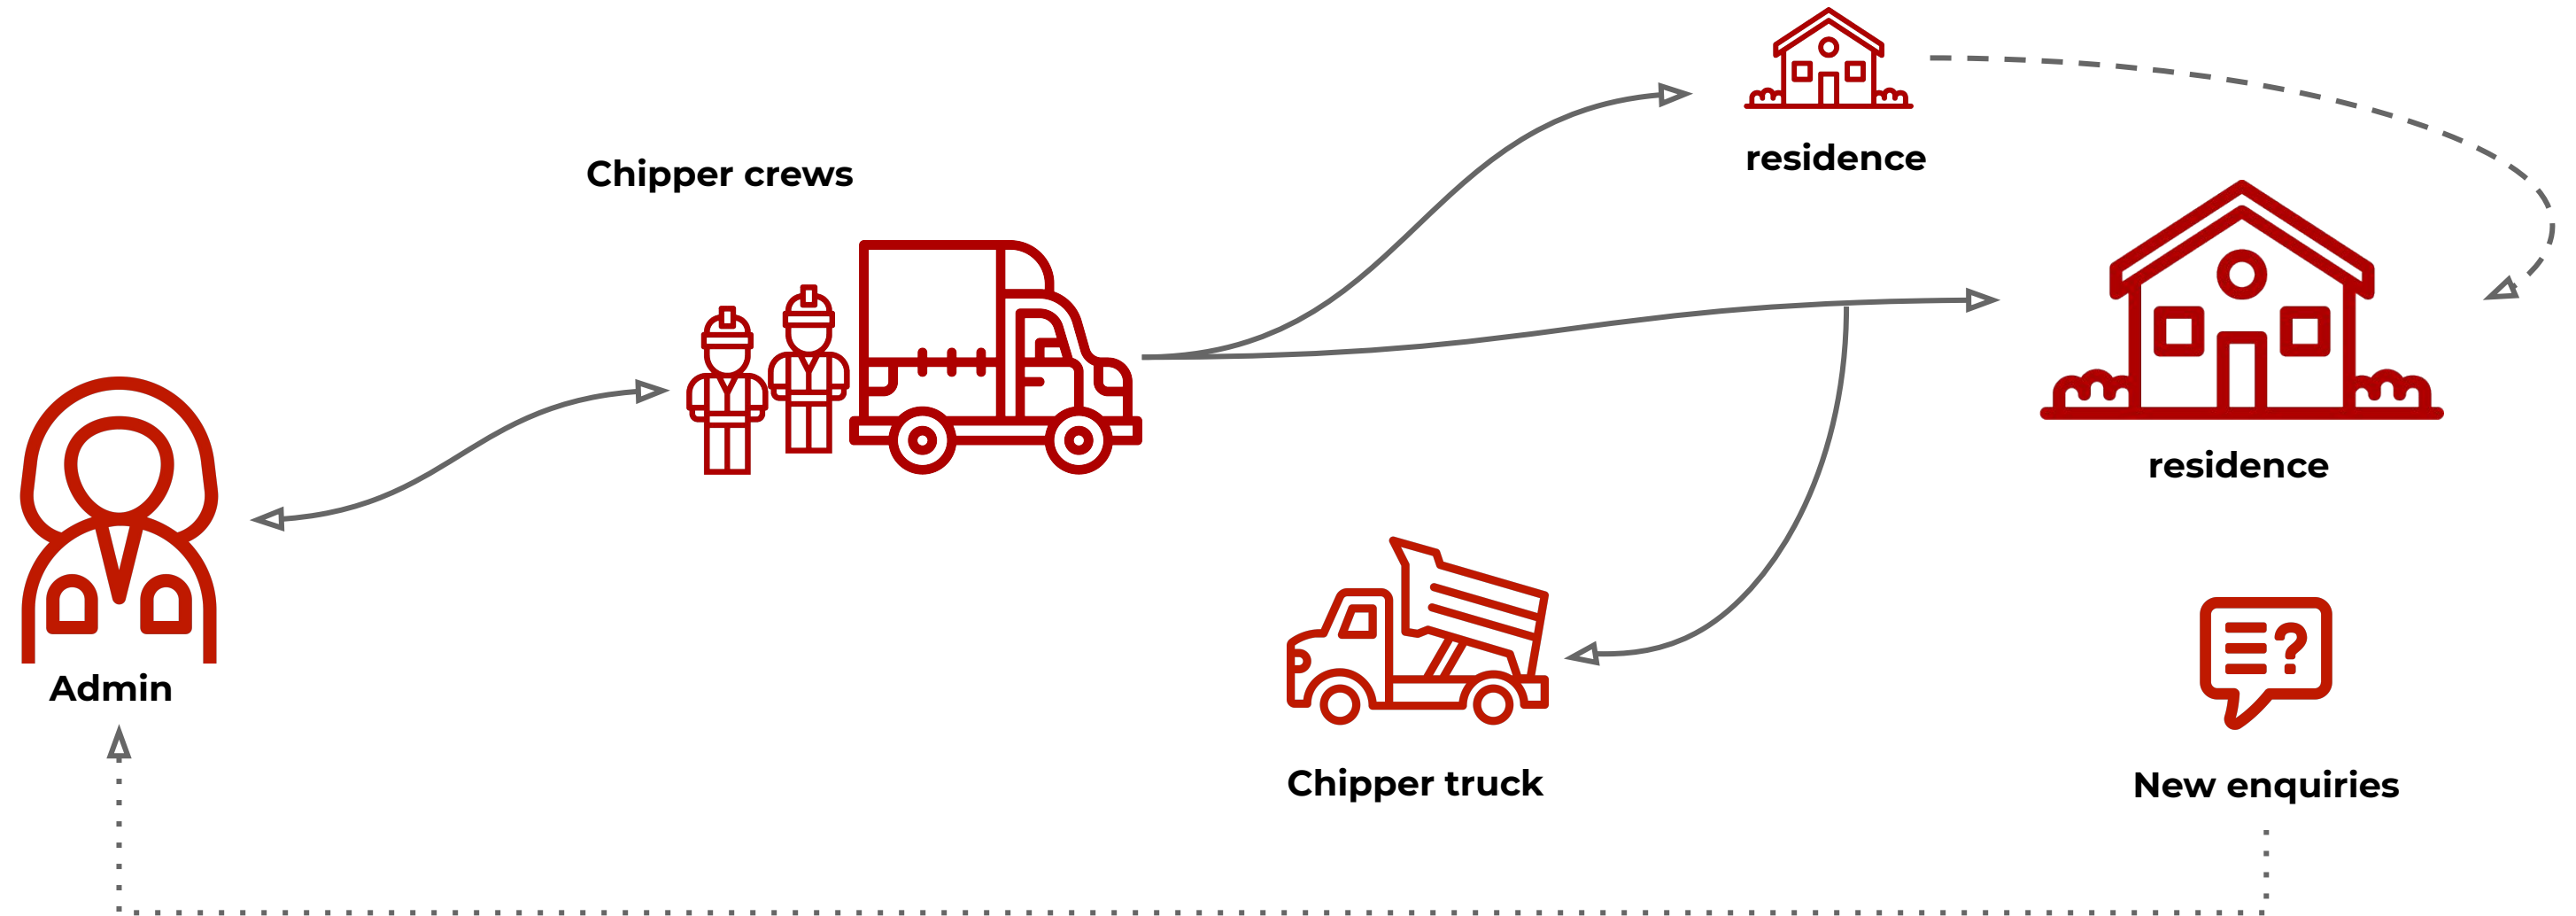 residence
Chipper crews
residence
Admin
Chipper truck
New enquiries